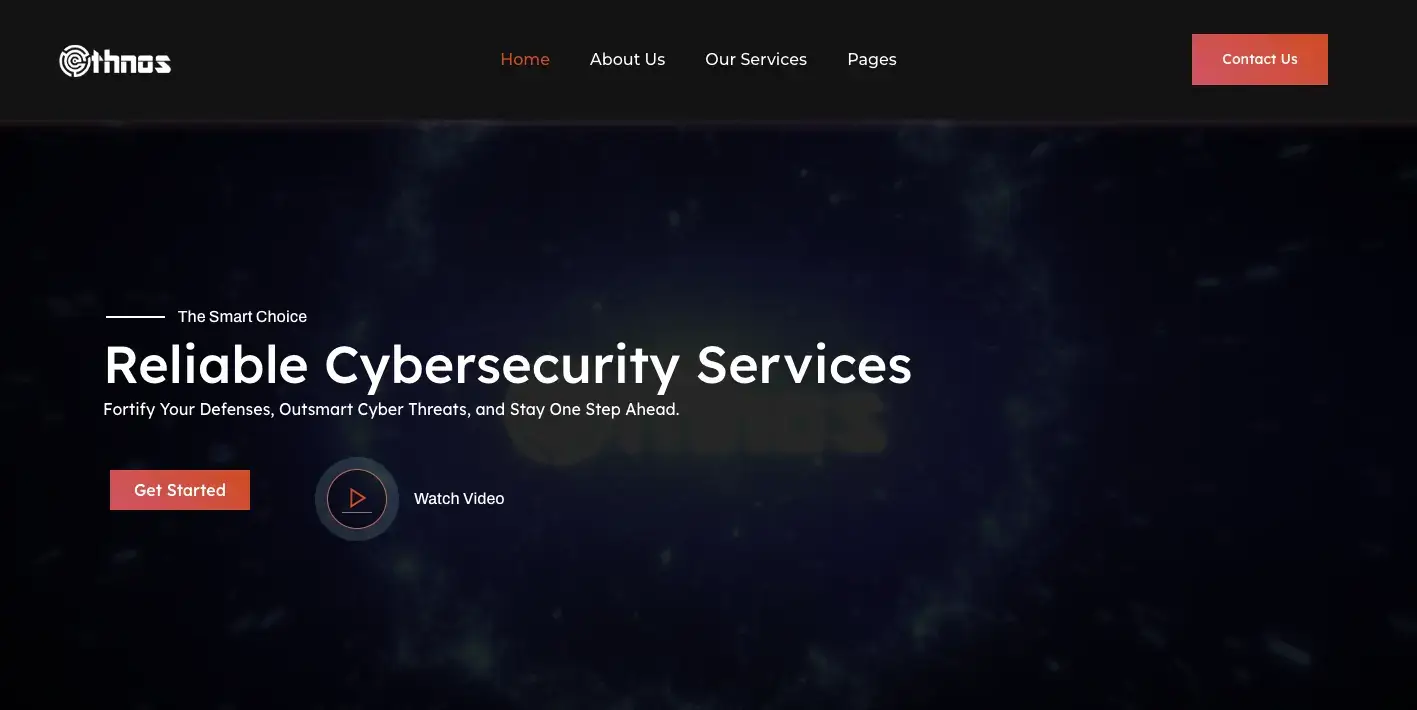 ethnos
Home
About Us
Our Services
Pages
Contact Us
The Smart Choice
Reliable Cybersecurity Services
Fortify Your Defenses, Outsmart Cyber Threats, and Stay One Step Ahead.
Get Started
Watch Video